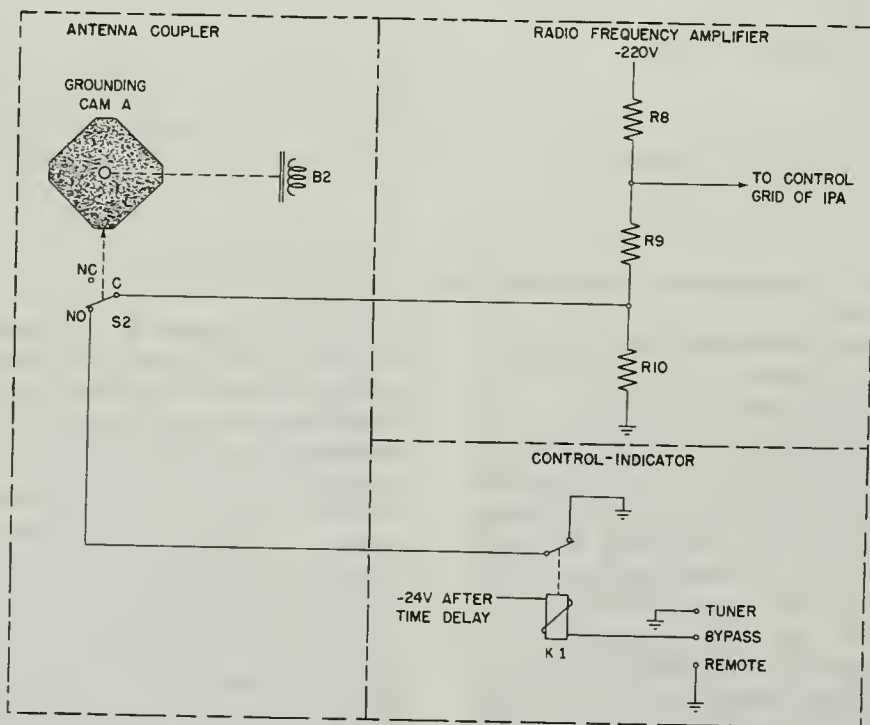 ANTENNA COUPLER
GROUNDING
CAM A
B2
NC
C
NO
S2
RADIO FREQUENCY AMPLIFIER
-220V
R8
TO CONTROL
GRID OF IPA
R9
R10
CONTROL-INDICATOR
-24V AFTER
TIME DELAY
K 1
TUNER
BYPASS
REMOTE